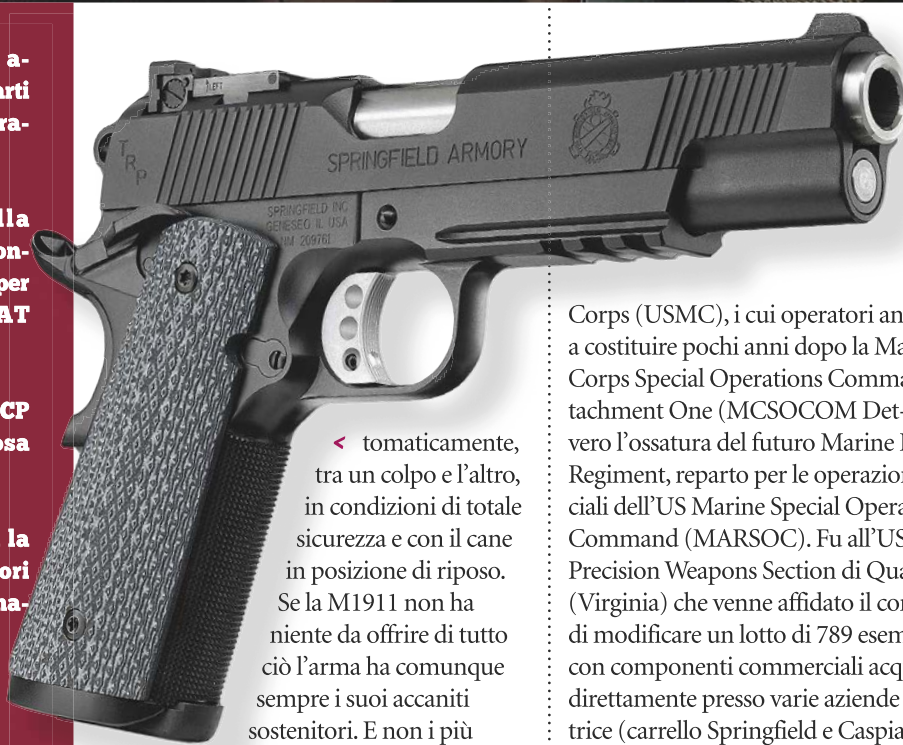 a-
arti
ra-
lla
on-
per
AT
CP
osa
la
ori
na-
LEFT
TRP
SPRINGFIELD ARMORY
SPRINGFIELD INC
GENESEO IL USA
NM 209761
< tomaticamente,
tra un colpo e l'altro,
in condizioni di totale
sicurezza e con il cane
in posizione di riposo.
Se la M1911 non ha
niente da offrire di tutto
ciò l'arma ha comunque
sempre i suoi accaniti
sostenitori. E non i più
Corps (USMC), i cui operatori an
a costituire pochi anni dopo la Ma
Corps Special Operations Comma
tachment One (MCSOCOM Det-
vero l'ossatura del futuro Marine
Regiment, reparto per le operazion
ciali dell'US Marine Special Opera
Command (MARSOC). Fu all'US
Precision Weapons Section di Qua
(Virginia) che venne affidato il con
di modificare un lotto di 789 esem
con componenti commerciali acq
direttamente presso varie aziende
trice (carrello Springfield e Caspia